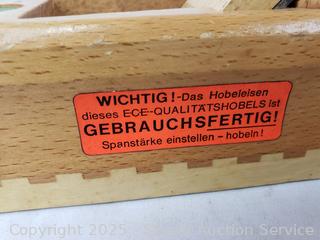 WICHTIG!-Das Hobeleisen
dieses ECE-QUALITÄTSHOBELS ist
GEBRAUCHSFERTIG!
Spanstärke einstellen – hobeln!
Copyright 2025 Auction Service